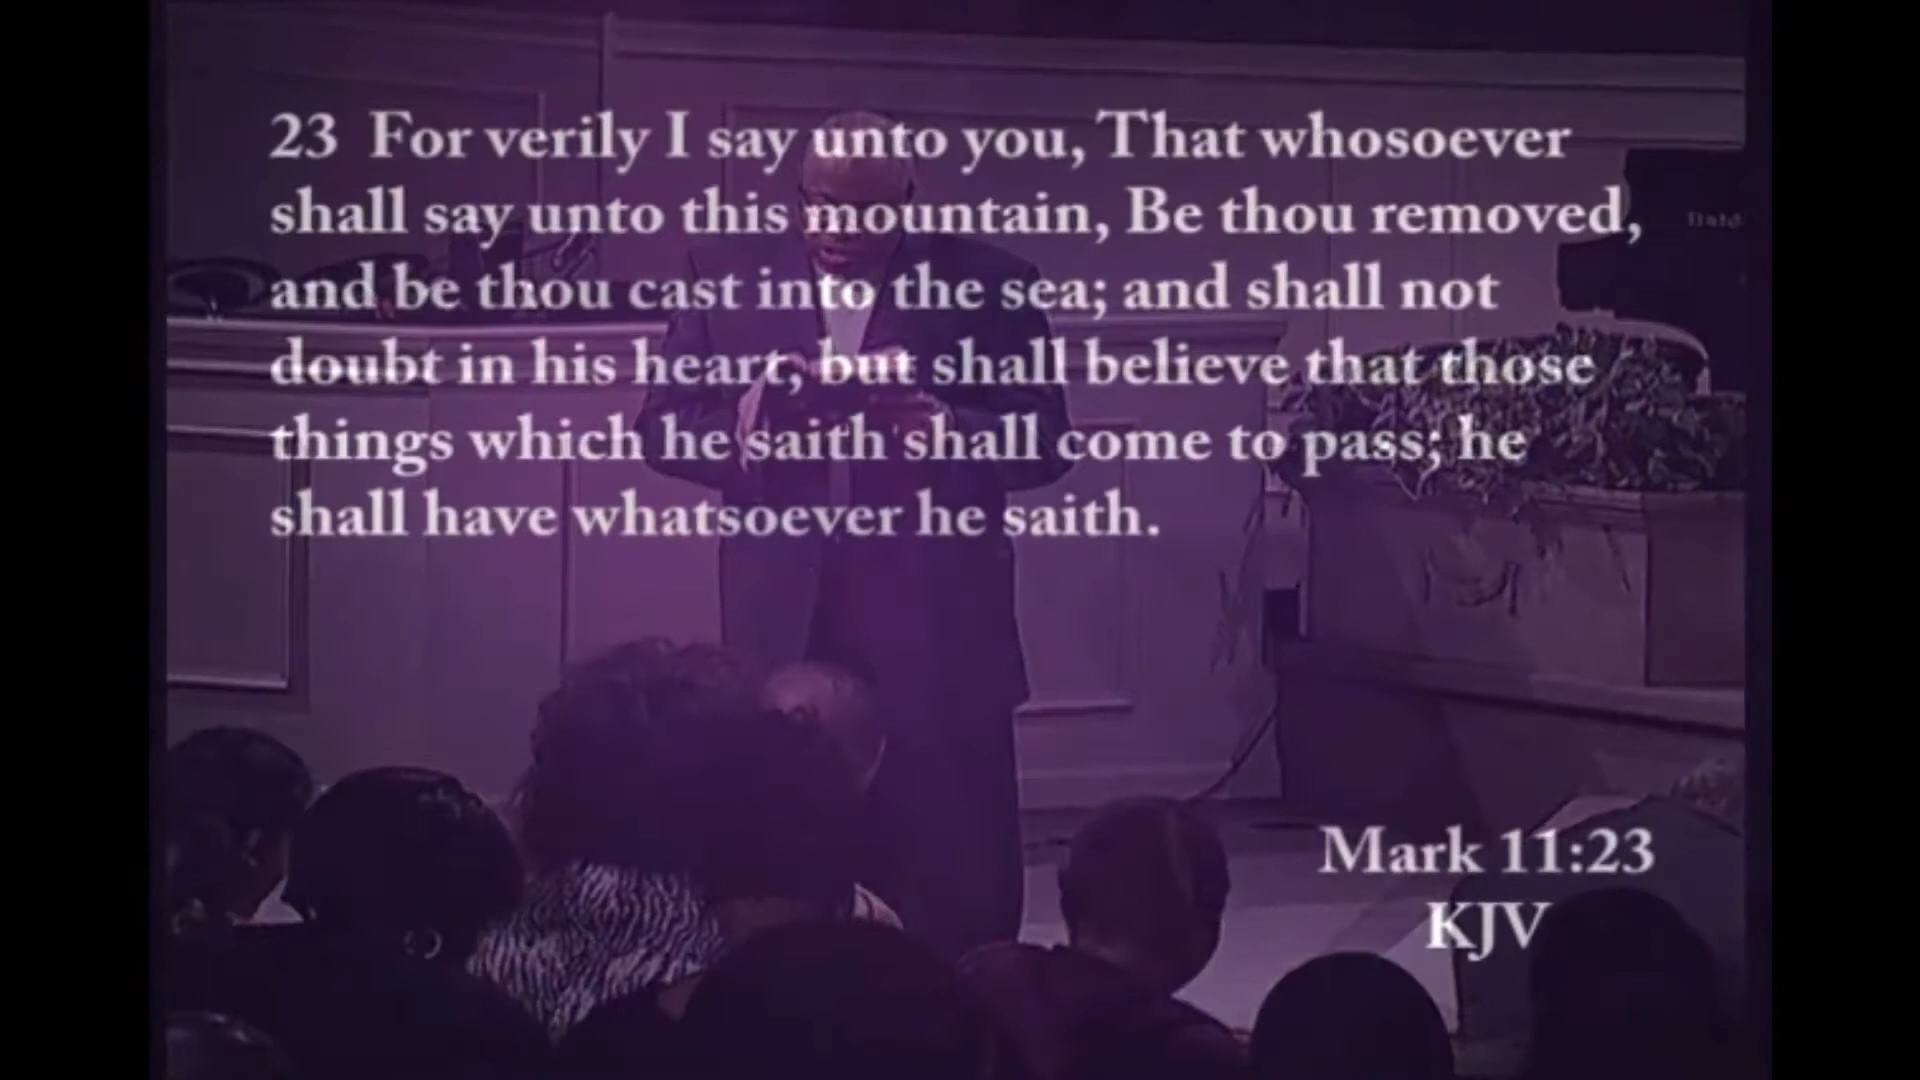 23 For verily I say unto you, That whosoever
shall say unto this mountain, Be thou removed,
and be thou cast into the sea; and shall not
doubt in his heart, but shall believe that those
things which he saith shall come to pass; he
shall have whatsoever he saith.
Mark 11:23
KJV